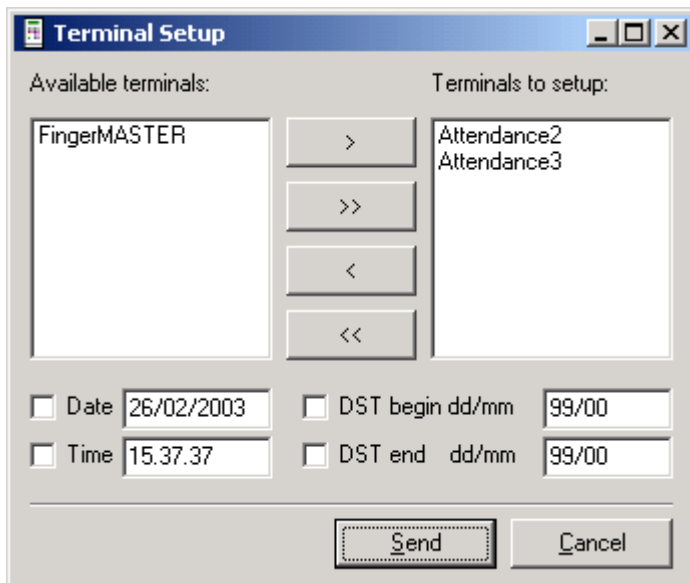 Terminal Setup
Available terminals:
Terminals to setup:
FingerMASTER
>
Attendance2
Attendance3
>>
<
<<
Date 26/02/2003 DST begin dd/mm 99/00
Time 15.37.37 DST end dd/mm 99/00
Send Cancel